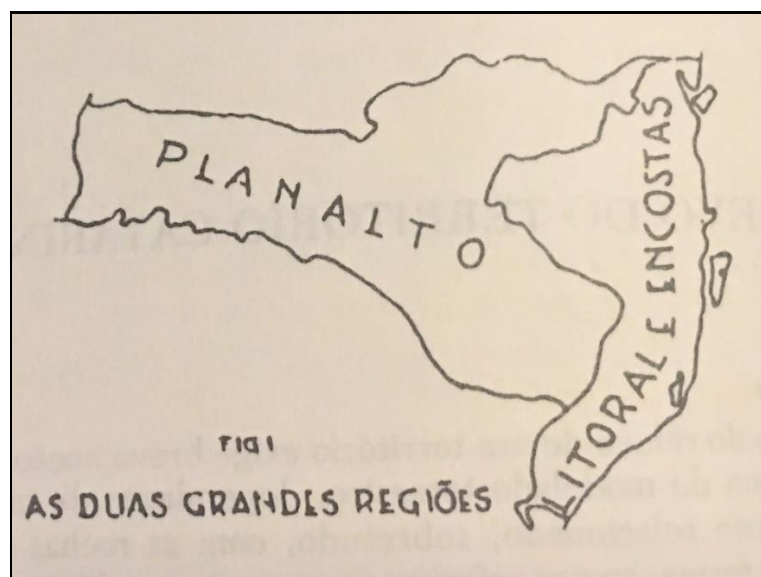 PLANALTO
LITORAL E ENCOSTAS
FIG 1
AS DUAS GRANDES REGIÕES